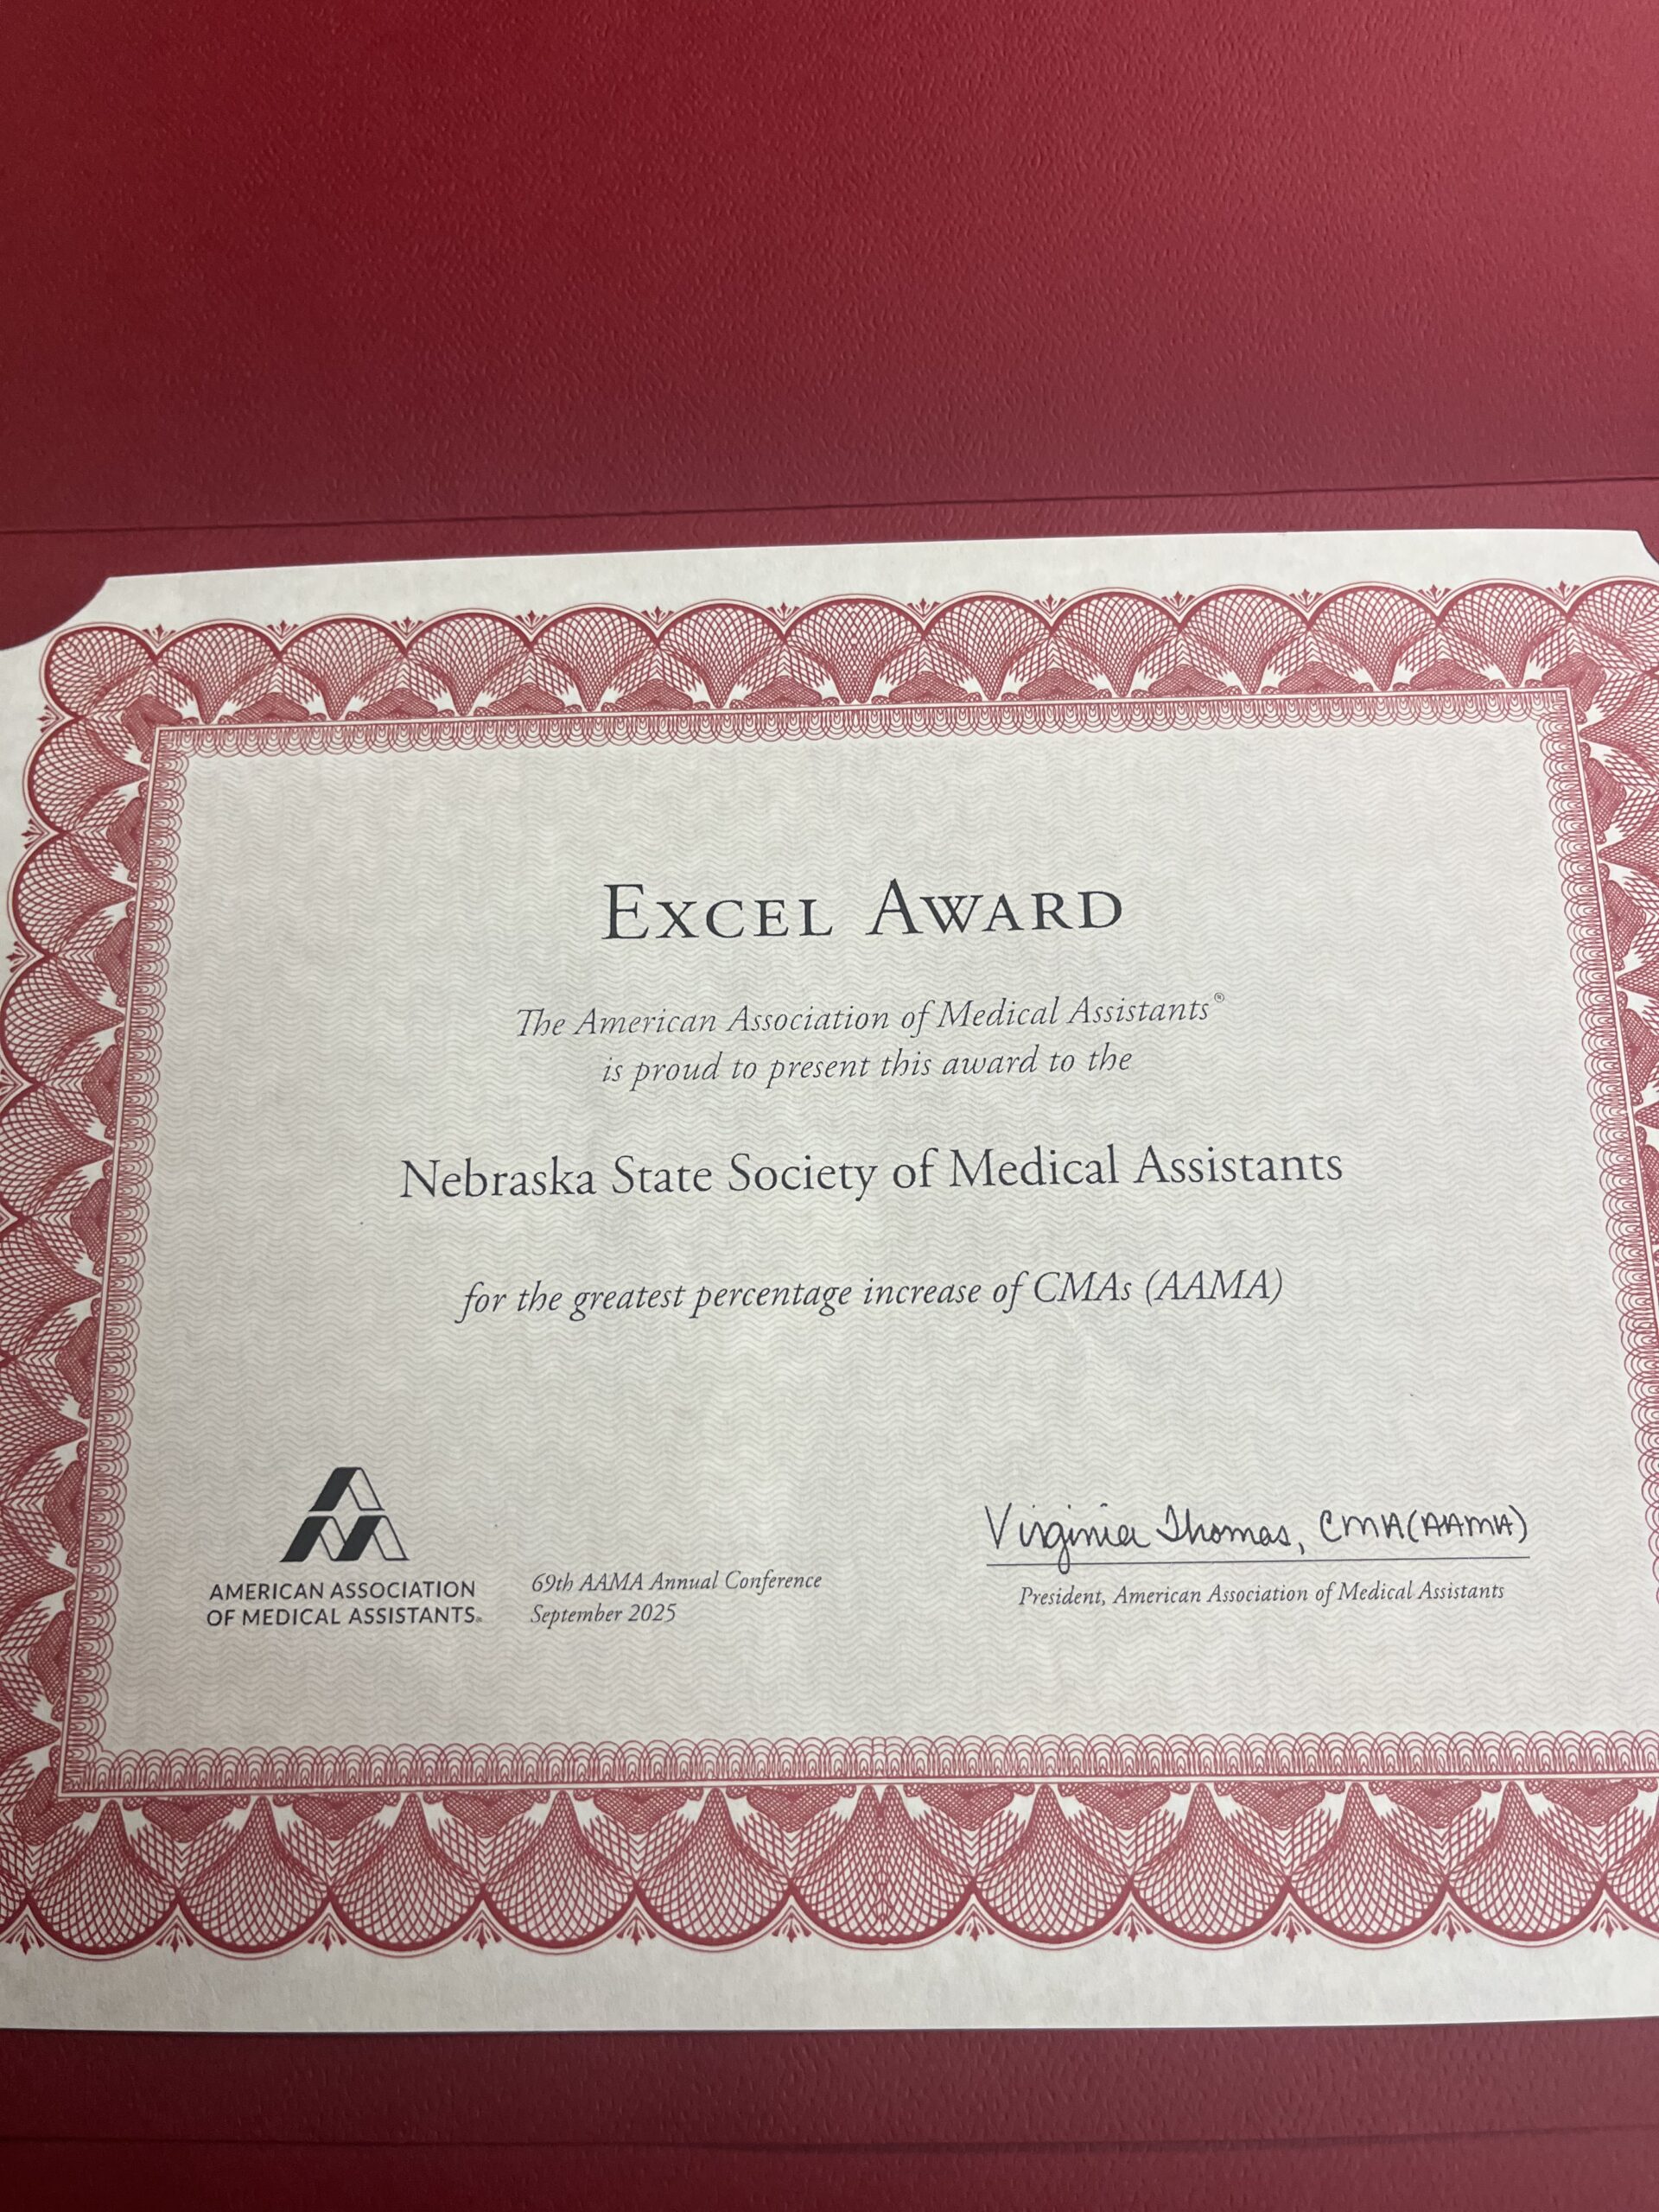 EXCEL AWARD
The American Association of Medical Assistants®
is proud to present this award to the
Nebraska State Society of Medical Assistants
for the greatest percentage increase of CMAs (AAMA)
AMERICAN ASSOCIATION
OF MEDICAL ASSISTANTS®
69th AAMA Annual Conference
September 2025
Virginia Thomas, CMA(AAMA)
President, American Association of Medical Assistants